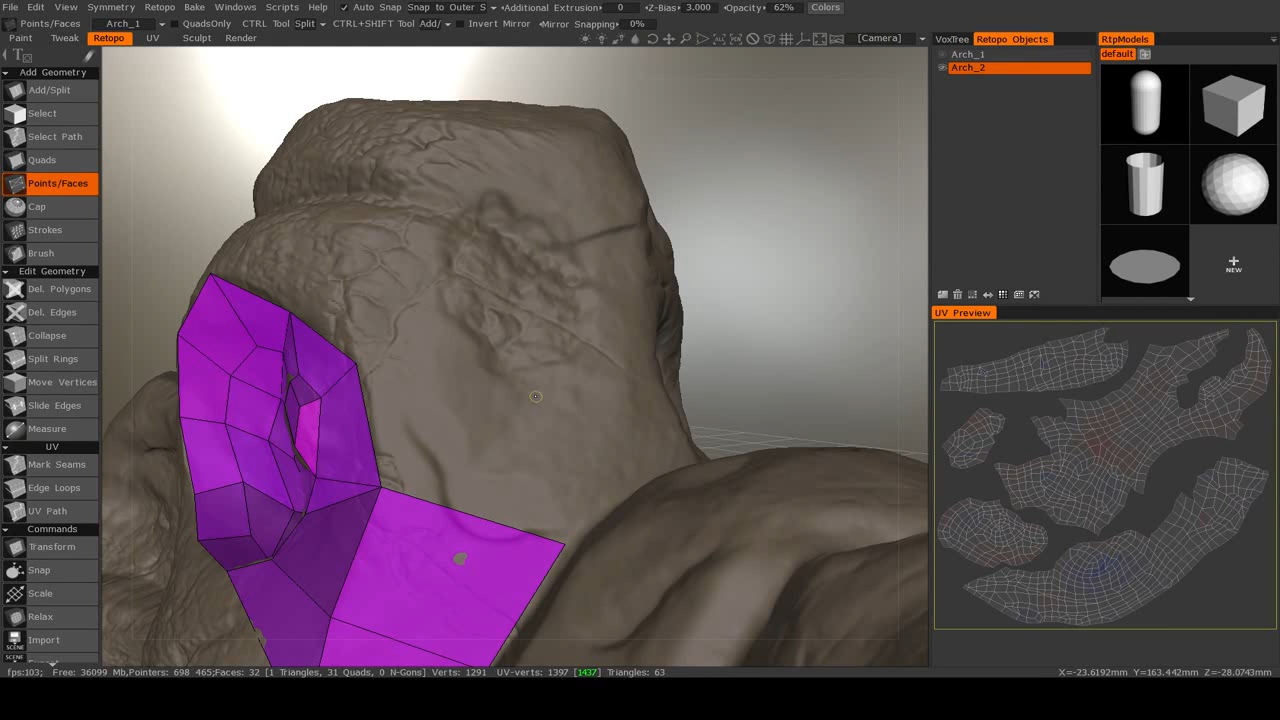 File Edit View Symmetry Textures Retopo Bake Windows Scripts Help Auto Snap Snap to Outer S Additional Extrusion 0 Z-Bias 3.000 Opacity 62% Colors
Points/Faces Arch_1 QuadsOnly CTRL Tool Split CTRL+SHIFT Tool Add/ Invert Mirror Mirror Snapping 0%
Paint Tweak Retopo UV Sculpt Render [Camera]
VoxTree Retopo Objects RtpModels
Arch_1
Arch_2
default
NEW
UV Preview
Add Geometry
Add/Split
Select
Select Path
Quads
Points/Faces
Cap
Strokes
Brush
Edit Geometry
Del. Polygons
Del. Edges
Collapse
Split Rings
Move Vertices
Slide Edges
Measure
UV
Mark Seams
Edge Loops
UV Path
Commands
Transform
Snap
Scale
Relax
SCENE Import
SCENE
fps:103; Free: 36099 Mb,Pointers: 698 465;Faces: 32 [1 Triangles, 31 Quads, 0 N-Gons] Verts: 1291 UV-verts: 1397 [1437] Triangles: 63 X=-23.6192mm Y=163.442mm Z=-28.0743mm